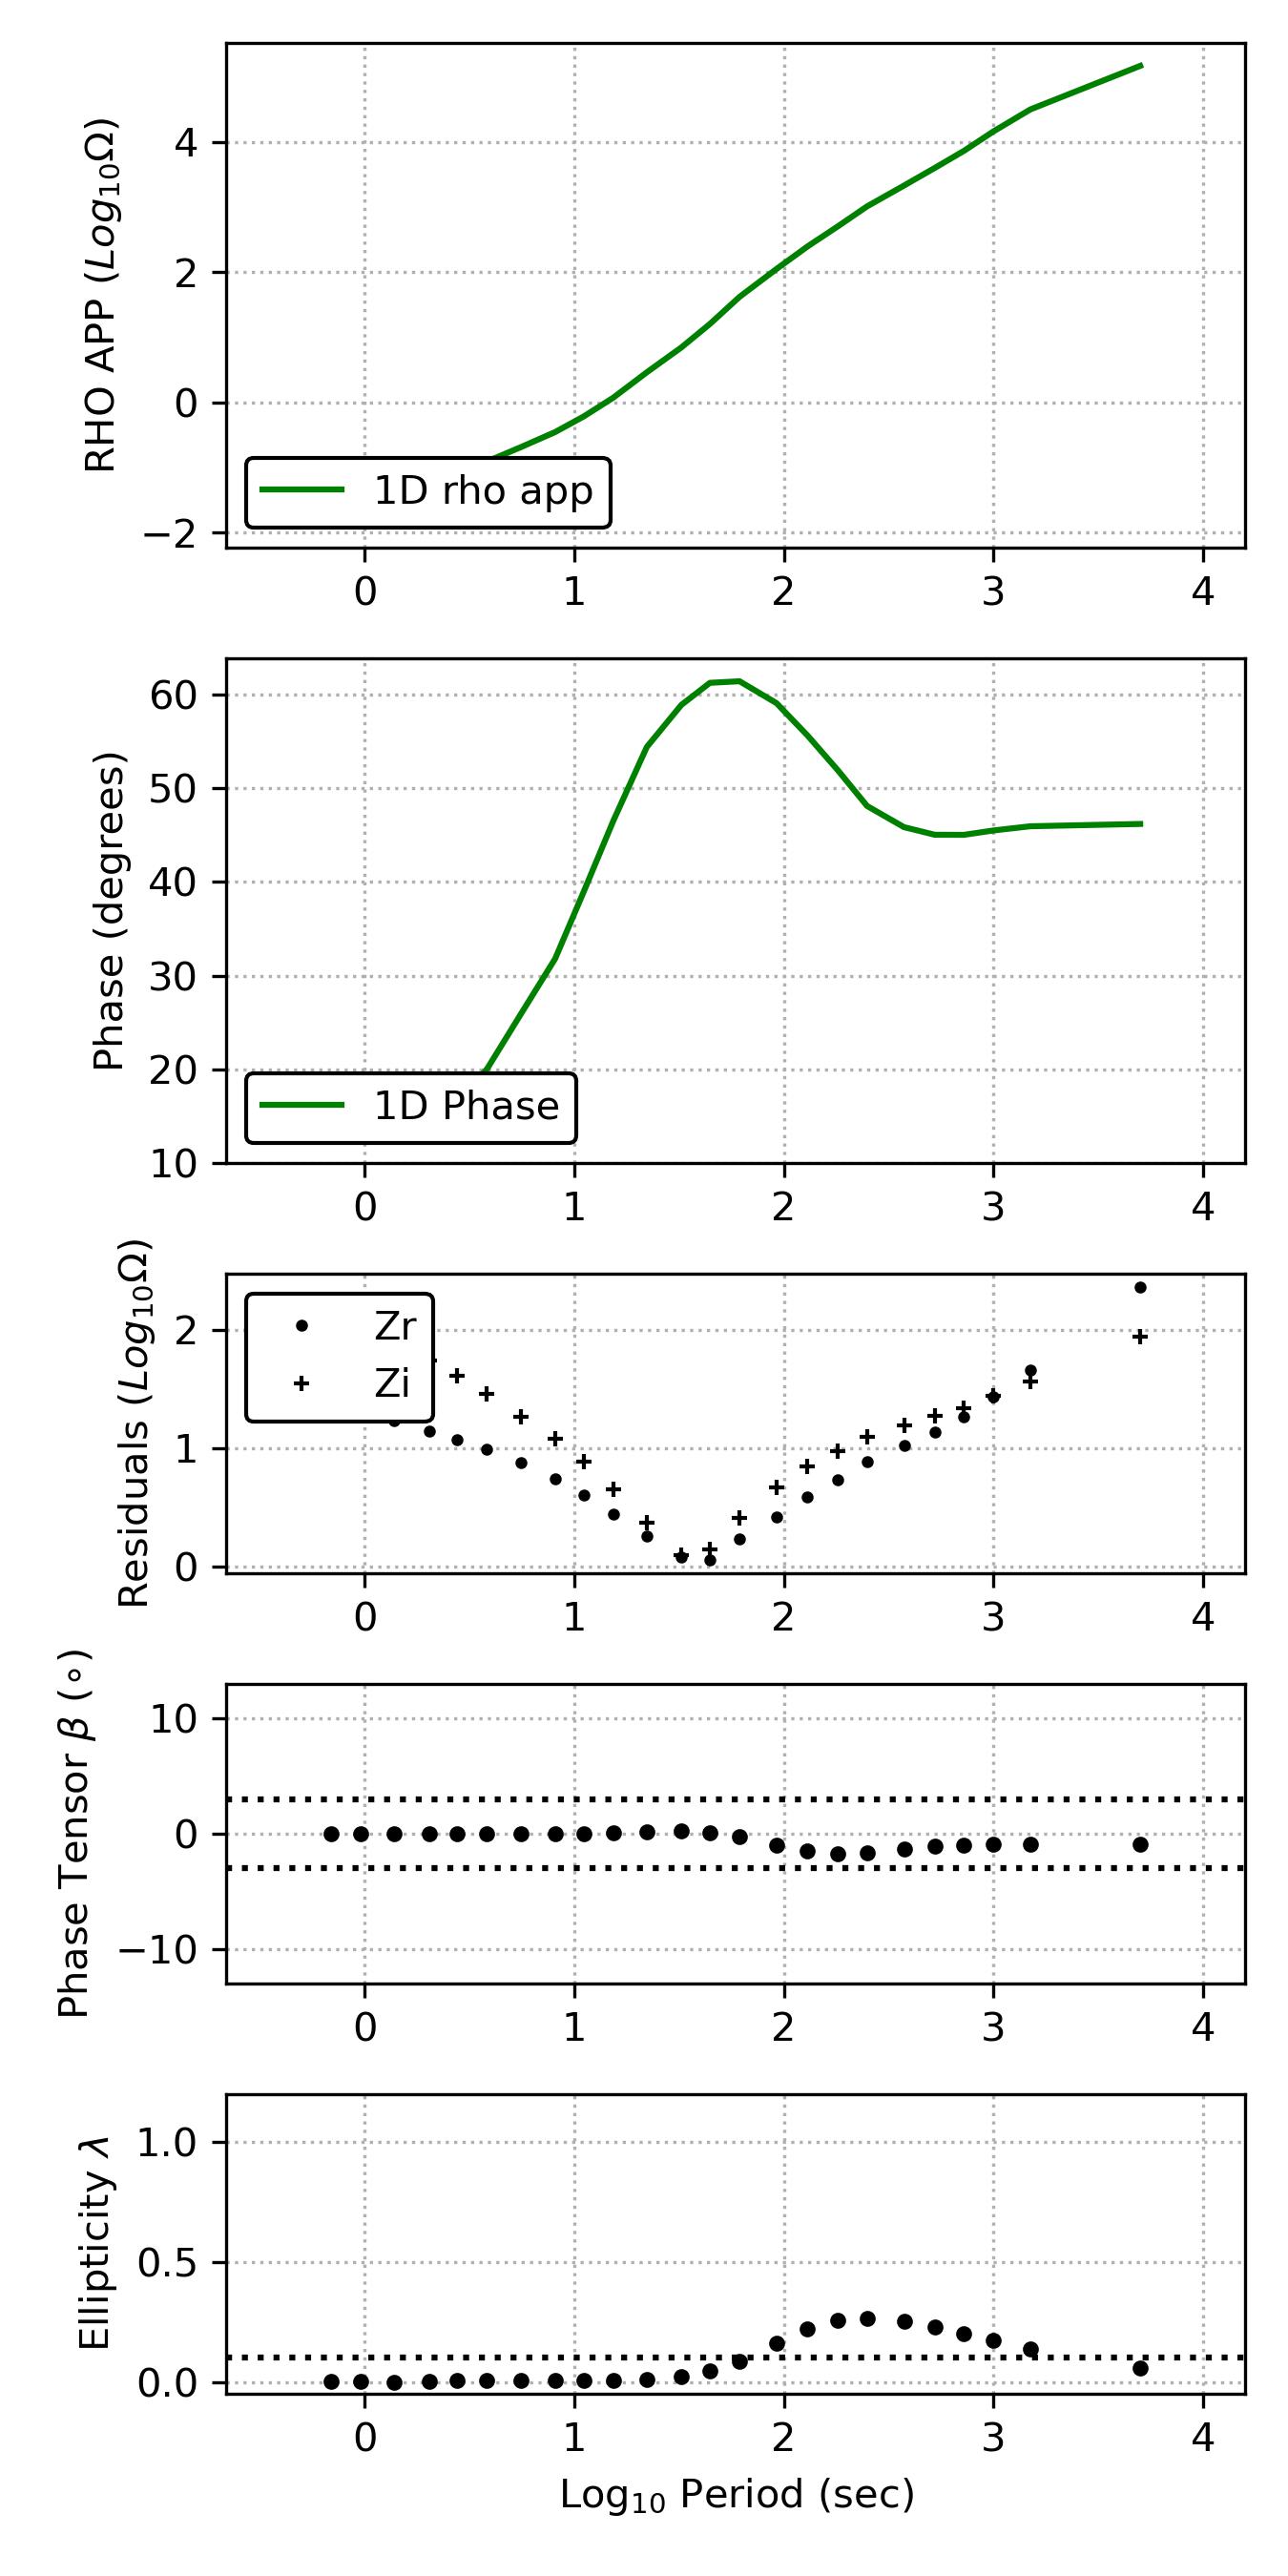 RHO APP (Log₁₀Ω)
4
2
0
−2
1D rho app
0 1 2 3 4
Phase (degrees)
60
50
40
30
20
10
1D Phase
0 1 2 3 4
Residuals (Log₁₀Ω)
2
1
0
Zr
Zi
0 1 2 3 4
Phase Tensor β (∘)
10
0
−10
0 1 2 3 4
Ellipticity λ
1.0
0.5
0.0
0 1 2 3 4
Log₁₀ Period (sec)